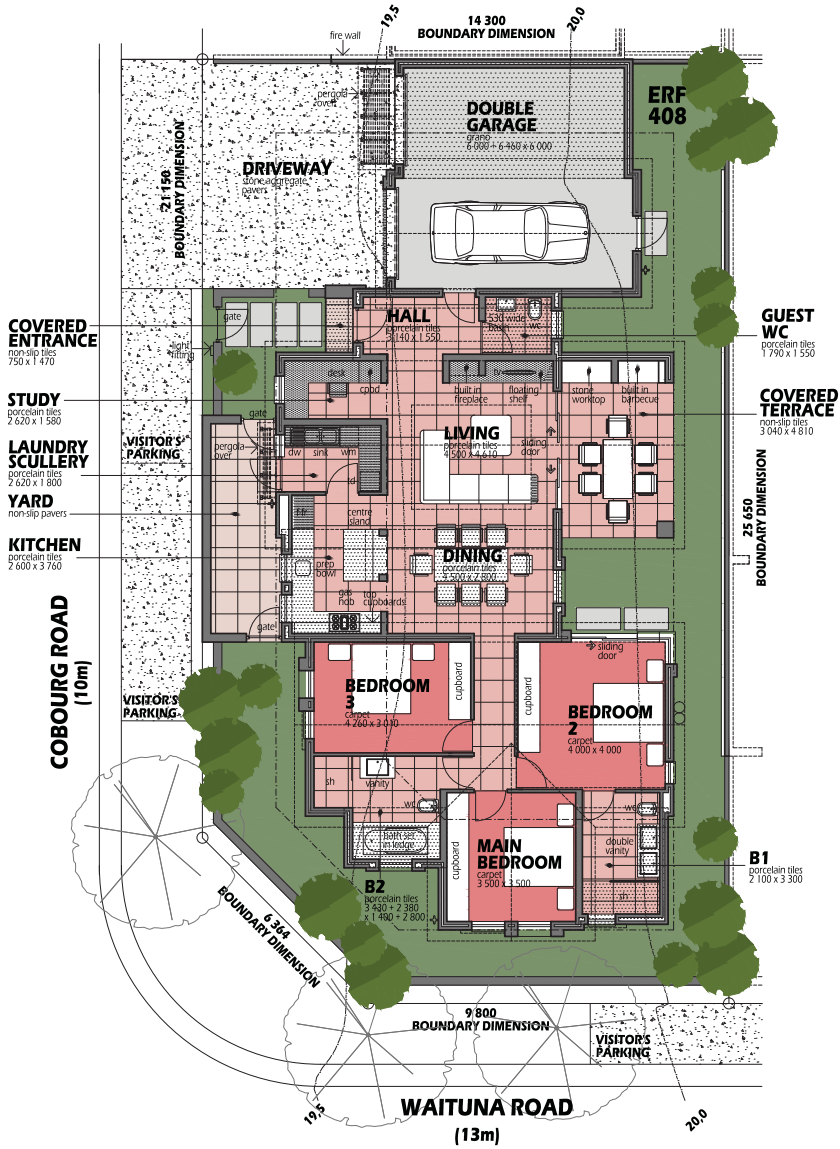 19,5
14 300
BOUNDARY DIMENSION
20,0
fire wall
pergola
over
DOUBLE
GARAGE
grano
6 000 + 6 460 x 6 000
ERF
408
DRIVEWAY
stone aggregate
pavers
21 150
BOUNDARY DIMENSION
gate
HALL
porcelain tiles
3 140 x 1 550
530 wide
basin
wc
GUEST
WC
porcelain tiles
1 790 x 1 550
COVERED
ENTRANCE
non-slip tiles
750 x 1 470
light
fitting
desk
cpbd
built in
fireplace
tv
floating
shelf
stone
worktop
built in
barbecue
STUDY
porcelain tiles
2 620 x 1 580
COVERED
TERRACE
non-slip tiles
3 040 x 4 810
gate
VISITOR'S
PARKING
pergola
over
dw
sink
wm
td
LIVING
porcelain tiles
4 500 x 4 610
sliding
door
LAUNDRY
SCULLERY
porcelain tiles
2 620 x 1 800
YARD
non-slip pavers
f-fr
centre
island
25 650
BOUNDARY DIMENSION
KITCHEN
porcelain tiles
2 600 x 3 760
prep
bowl
DINING
porcelain tiles
4 500 x 2 800
gas
hob
top
cupboards
gate
COBOURG ROAD
(10m)
sliding
door
VISITOR'S
PARKING
BEDROOM
3
carpet
4 260 x 3 010
cupboard
cupboard
BEDROOM
2
carpet
4 000 x 4 000
sh
vanity
wc
bath set
in ledge
cupboard
MAIN
BEDROOM
carpet
3 500 x 3 500
wc
double
vanity
sh
B1
porcelain tiles
2 100 x 3 300
B2
porcelain tiles
3 430 + 2 380
x 1 400 + 2 800
6 364
BOUNDARY DIMENSION
9 800
BOUNDARY DIMENSION
VISITOR'S
PARKING
19,5
WAITUNA ROAD
(13m)
20,0